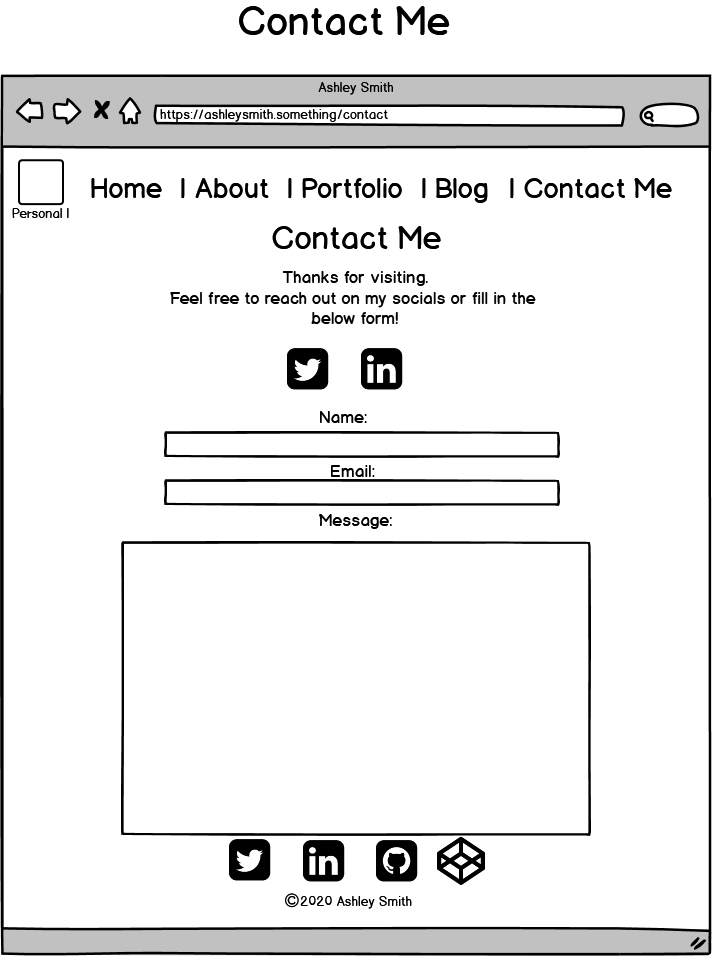 Contact Me
Ashley Smith
https://ashleysmith.something/contact
Home | About | Portfolio | Blog | Contact Me
Personal l
Contact Me
Thanks for visiting.
Feel free to reach out on my socials or fill in the
below form!
in
Name:
Email:
Message:
in
©2020 Ashley Smith